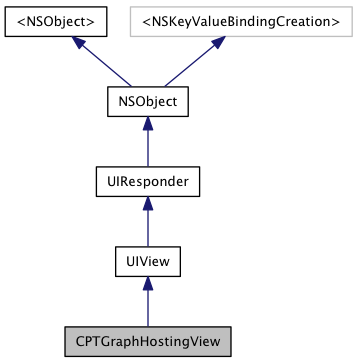 <NSObject>
<NSKeyValueBindingCreation>
NSObject
UIResponder
UIView
CPTGraphHostingView